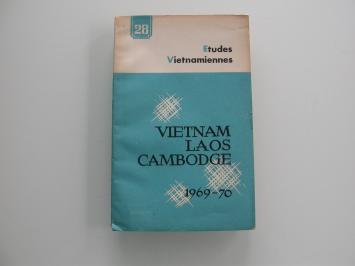 28
Etudes
Vietnamiennes
VIETNAM
LAOS
CAMBODGE
1969-70